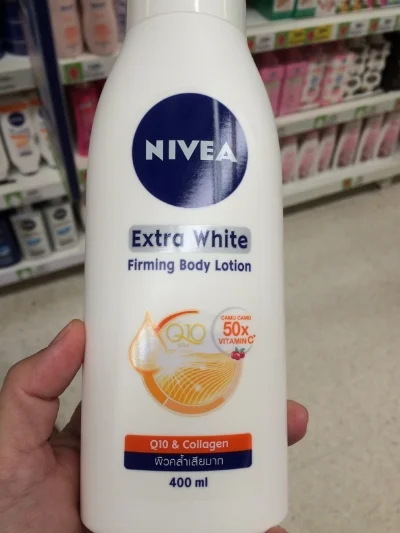 NIVEA
Extra White
Firming Body Lotion
Q10
CAMU CAMU
50x
VITAMIN C*
Q10 & Collagen
ผิวคล้ำเสียมาก
400 ml